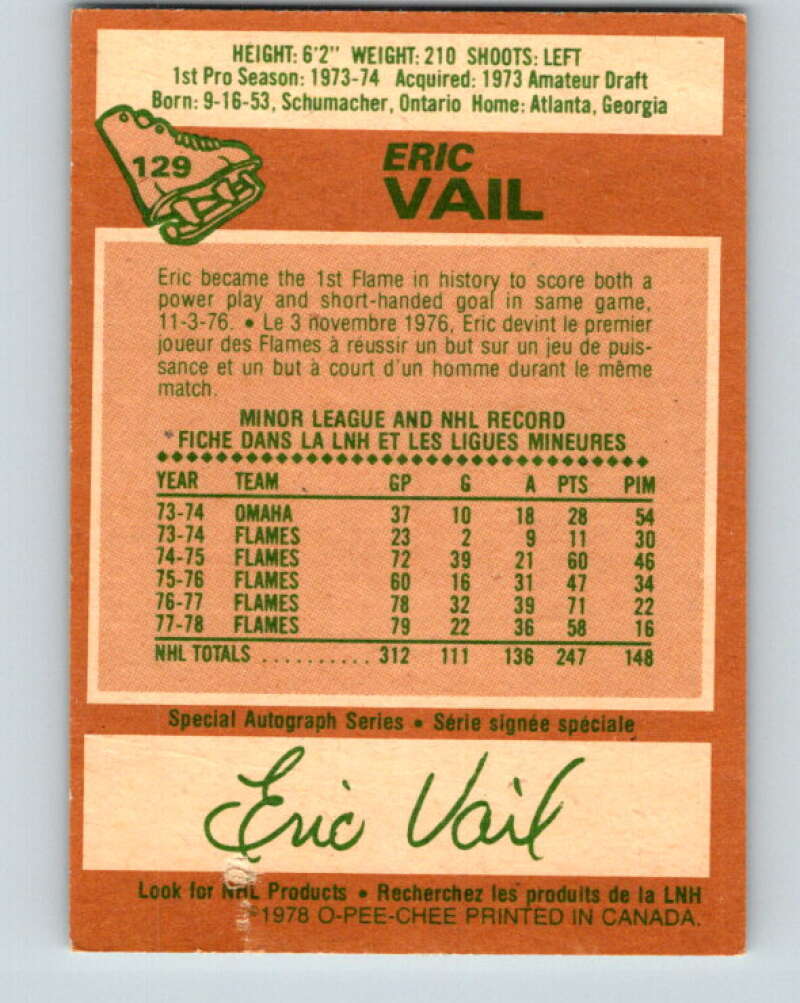 HEIGHT: 6'2" WEIGHT: 210 SHOOTS: LEFT
1st Pro Season: 1973-74 Acquired: 1973 Amateur Draft
Born: 9-16-53, Schumacher, Ontario Home: Atlanta, Georgia
129
ERIC
VAIL
Eric became the 1st Flame in history to score both a
power play and short-handed goal in same game,
11-3-76. • Le 3 novembre 1976, Eric devint le premier
joueur des Flames à réussir un but sur un jeu de puis-
sance et un but à court d'un homme durant le même
match.
MINOR LEAGUE AND NHL RECORD
FICHE DANS LA LNH ET LES LIGUES MINEURES
YEAR TEAM GP G A PTS PIM
73-74 OMAHA 37 10 18 28 54
73-74 FLAMES 23 2 9 11 30
74-75 FLAMES 72 39 21 60 46
75-76 FLAMES 60 16 31 47 34
76-77 FLAMES 78 32 39 71 22
77-78 FLAMES 79 22 36 58 16
NHL TOTALS .......... 312 111 136 247 148
Special Autograph Series • Série signée spéciale
Eric Vail
Look for NHL Products • Recherchez les produits de la LNH
©1978 O-PEE-CHEE PRINTED IN CANADA.